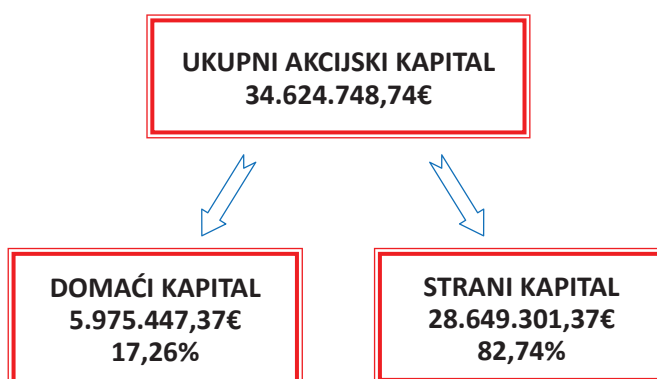 UKUPNI AKCIJSKI KAPITAL
34.624.748,74€
DOMAĆI KAPITAL
5.975.447,37€
17,26%
STRANI KAPITAL
28.649.301,37€
82,74%